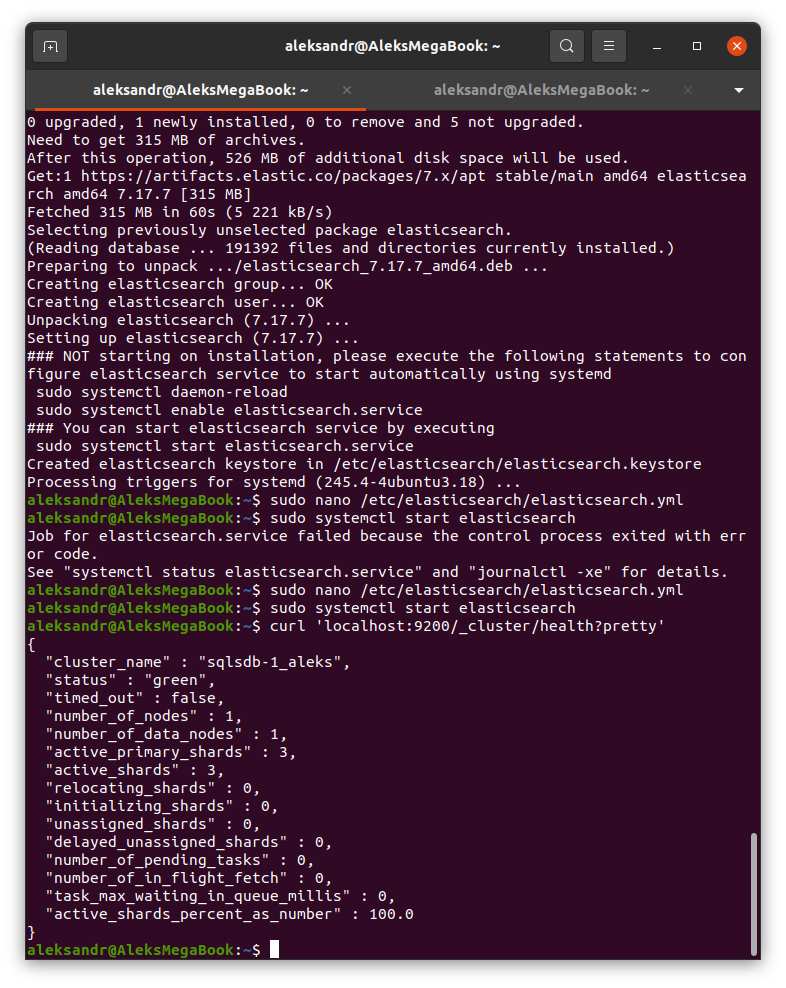 aleksandr@AleksMegaBook: ~
aleksandr@AleksMegaBook: ~
aleksandr@AleksMegaBook: ~
0 upgraded, 1 newly installed, 0 to remove and 5 not upgraded.
Need to get 315 MB of archives.
After this operation, 526 MB of additional disk space will be used.
Get:1 https://artifacts.elastic.co/packages/7.x/apt stable/main amd64 elasticsea
rch amd64 7.17.7 [315 MB]
Fetched 315 MB in 60s (5 221 kB/s)
Selecting previously unselected package elasticsearch.
(Reading database ... 191392 files and directories currently installed.)
Preparing to unpack .../elasticsearch_7.17.7_amd64.deb ...
Creating elasticsearch group... OK
Creating elasticsearch user... OK
Unpacking elasticsearch (7.17.7) ...
Setting up elasticsearch (7.17.7) ...
### NOT starting on installation, please execute the following statements to con
figure elasticsearch service to start automatically using systemd
 sudo systemctl daemon-reload
 sudo systemctl enable elasticsearch.service
### You can start elasticsearch service by executing
 sudo systemctl start elasticsearch.service
Created elasticsearch keystore in /etc/elasticsearch/elasticsearch.keystore
Processing triggers for systemd (245.4-4ubuntu3.18) ...
aleksandr@AleksMegaBook:~$ sudo nano /etc/elasticsearch/elasticsearch.yml
aleksandr@AleksMegaBook:~$ sudo systemctl start elasticsearch
Job for elasticsearch.service failed because the control process exited with err
or code.
See "systemctl status elasticsearch.service" and "journalctl -xe" for details.
aleksandr@AleksMegaBook:~$ sudo nano /etc/elasticsearch/elasticsearch.yml
aleksandr@AleksMegaBook:~$ sudo systemctl start elasticsearch
aleksandr@AleksMegaBook:~$ curl 'localhost:9200/_cluster/health?pretty'
{
  "cluster_name" : "sqlsdb-1_aleks",
  "status" : "green",
  "timed_out" : false,
  "number_of_nodes" : 1,
  "number_of_data_nodes" : 1,
  "active_primary_shards" : 3,
  "active_shards" : 3,
  "relocating_shards" : 0,
  "initializing_shards" : 0,
  "unassigned_shards" : 0,
  "delayed_unassigned_shards" : 0,
  "number_of_pending_tasks" : 0,
  "number_of_in_flight_fetch" : 0,
  "task_max_waiting_in_queue_millis" : 0,
  "active_shards_percent_as_number" : 100.0
}
aleksandr@AleksMegaBook:~$